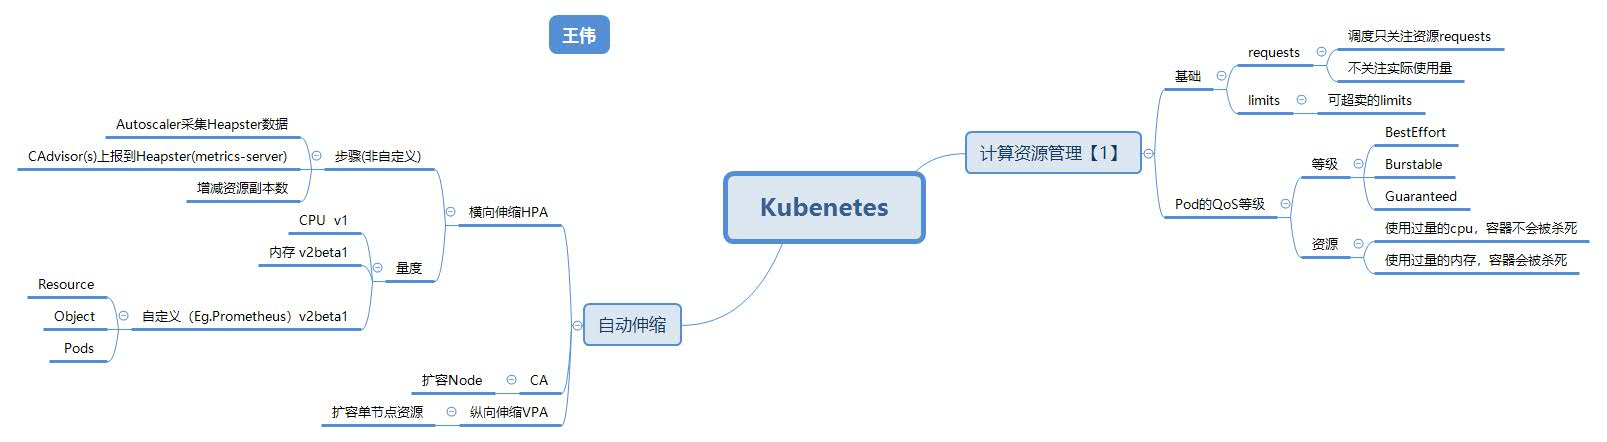 王伟
Kubenetes
计算资源管理【1】
基础
requests
调度只关注资源requests
不关注实际使用量
limits
可超卖的limits
Pod的QoS等级
等级
BestEffort
Burstable
Guaranteed
资源
使用过量的cpu，容器不会被杀死
使用过量的内存，容器会被杀死
自动伸缩
横向伸缩HPA
步骤(非自定义)
Autoscaler采集Heapster数据
CAdvisor(s)上报到Heapster(metrics-server)
增减资源副本数
量度
CPU v1
内存 v2beta1
自定义（Eg.Prometheus）v2beta1
Resource
Object
Pods
CA
扩容Node
纵向伸缩VPA
扩容单节点资源